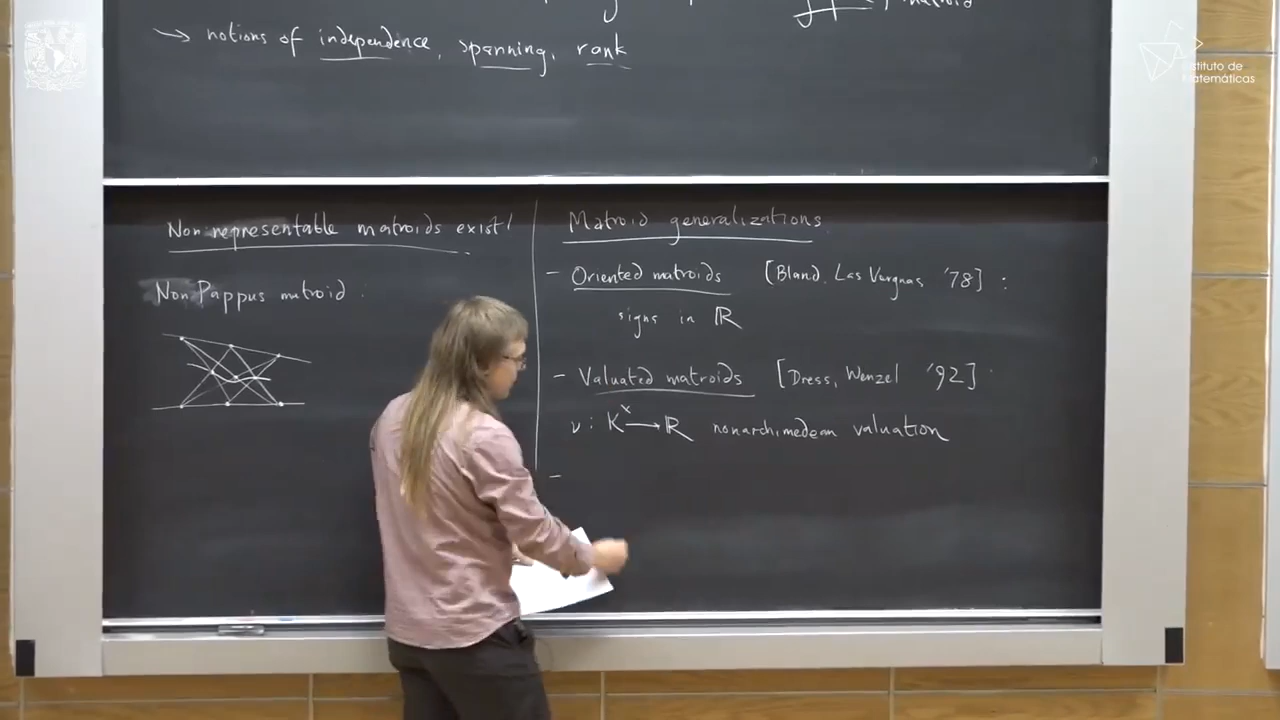 matroid
→ notions of independence, spanning, rank
Instituto de
Matemáticas
Non-representable matroids exist!
Non Pappus matroid:
Matroid generalizations
- Oriented matroids [Bland, Las Vergnas '78]:
signs in ℝ
- Valuated matroids [Dress, Wenzel '92]
ν: K^× → ℝ nonarchimedean valuation
-